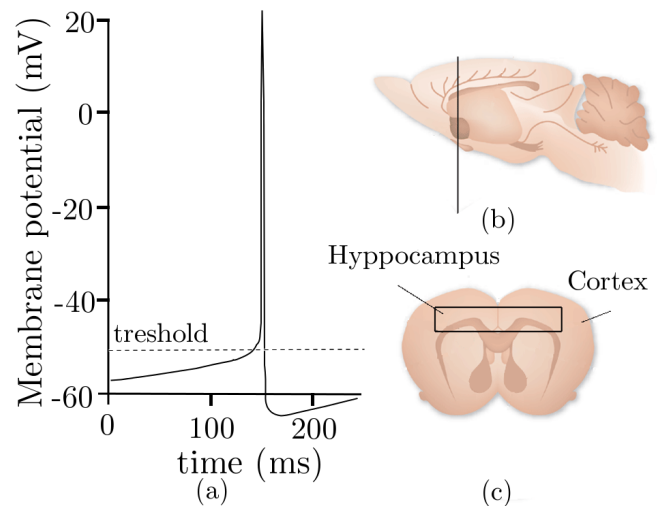 Membrane potential (mV)
20
0
-20
-40
-60
treshold
0
100
200
time (ms)
(a)
(b)
Hyppocampus
Cortex
(c)